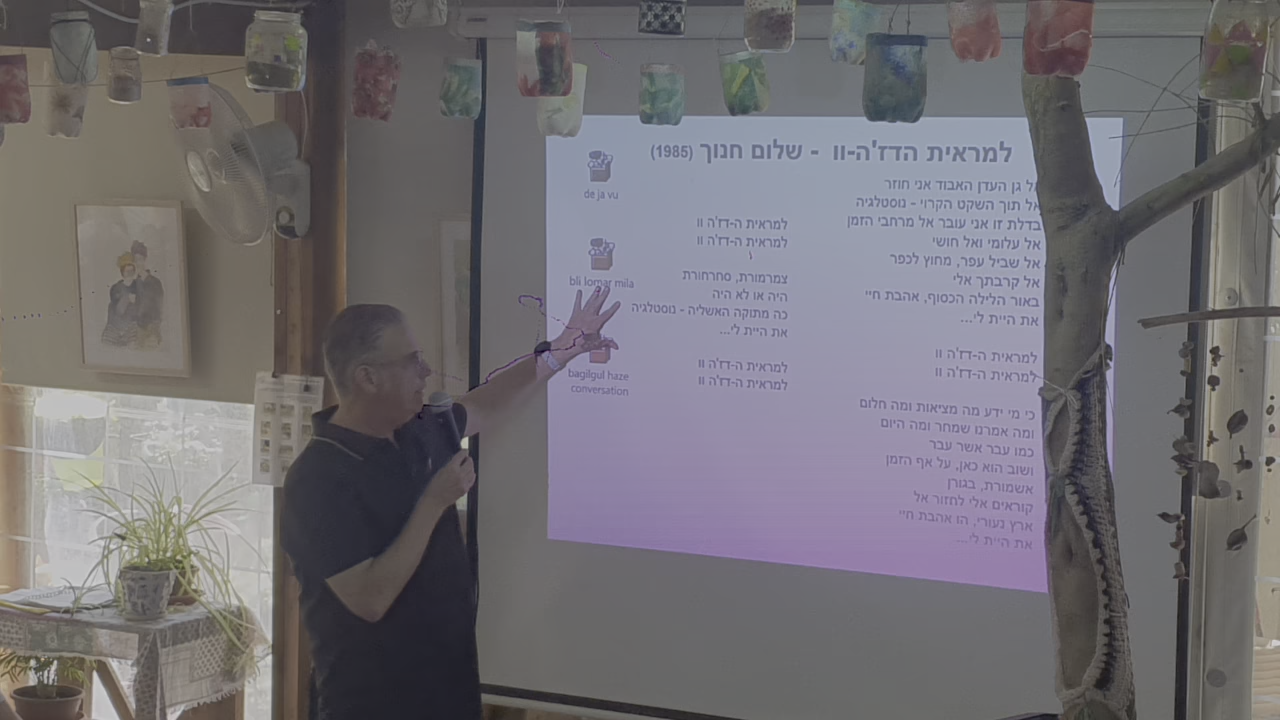 למראית הדז'ה-וו - שלום חנוך (1985)
אל גן העדן האבוד אני חוזר
אל תוך השקט הקרוי - נוסטלגיה
בדלת זו אני עובר אל מרחבי הזמן
אל עלומי ואל חושי
אל שביל עפר, מחוץ לכפר
אל קרבתך אלי
באור הלילה הכסוף, אהבת חיי
את היית לי...
למראית ה-דז'ה וו
למראית ה-דז'ה וו
כי מי ידע מה מציאות ומה חלום
ומה אמרנו שמחר ומה היום
כמו עבר אשר עבר
ושוב הוא כאן, על אף הזמן
אשמורת, בגורן
קוראים אלי לחזור אל
ארץ נעורי, הו אהבת חיי
את היית לי....
למראית ה-דז'ה וו
למראית ה-דז'ה וו
צמרמורת, סחרחורת
היה או לא היה
כה מתוקה האשליה - נוסטלגיה
את היית לי...
למראית ה-דז'ה וו
למראית ה-דז'ה וו
de ja vu
bli lomar mila
bagilgul haze
conversation